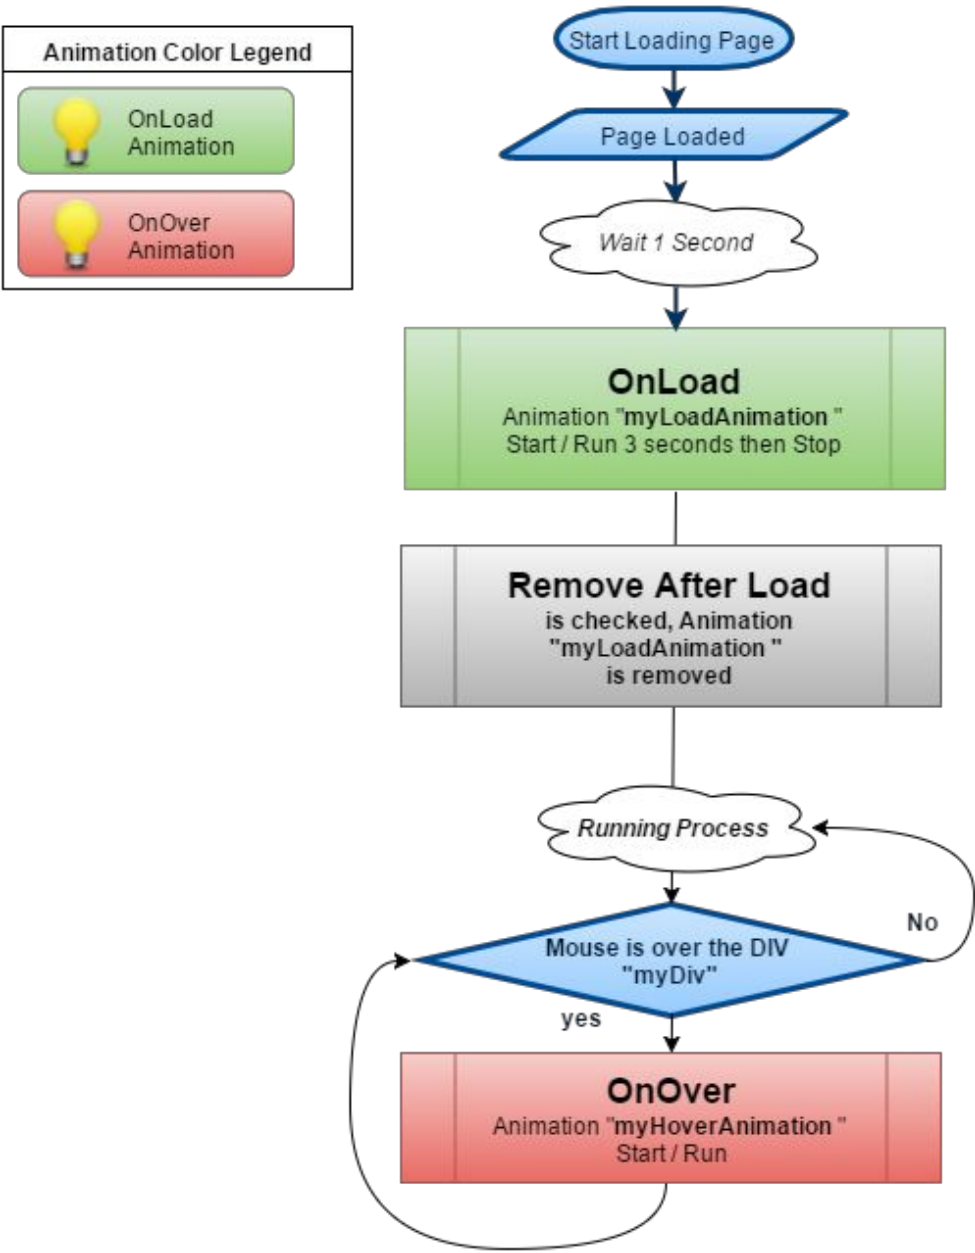 Animation Color Legend
OnLoad
Animation
OnOver
Animation
Start Loading Page
Page Loaded
Wait 1 Second
OnLoad
Animation "myLoadAnimation "
Start / Run 3 seconds then Stop
Remove After Load
is checked, Animation
"myLoadAnimation "
is removed
Running Process
No
Mouse is over the DIV
"myDiv"
yes
OnOver
Animation "myHoverAnimation "
Start / Run